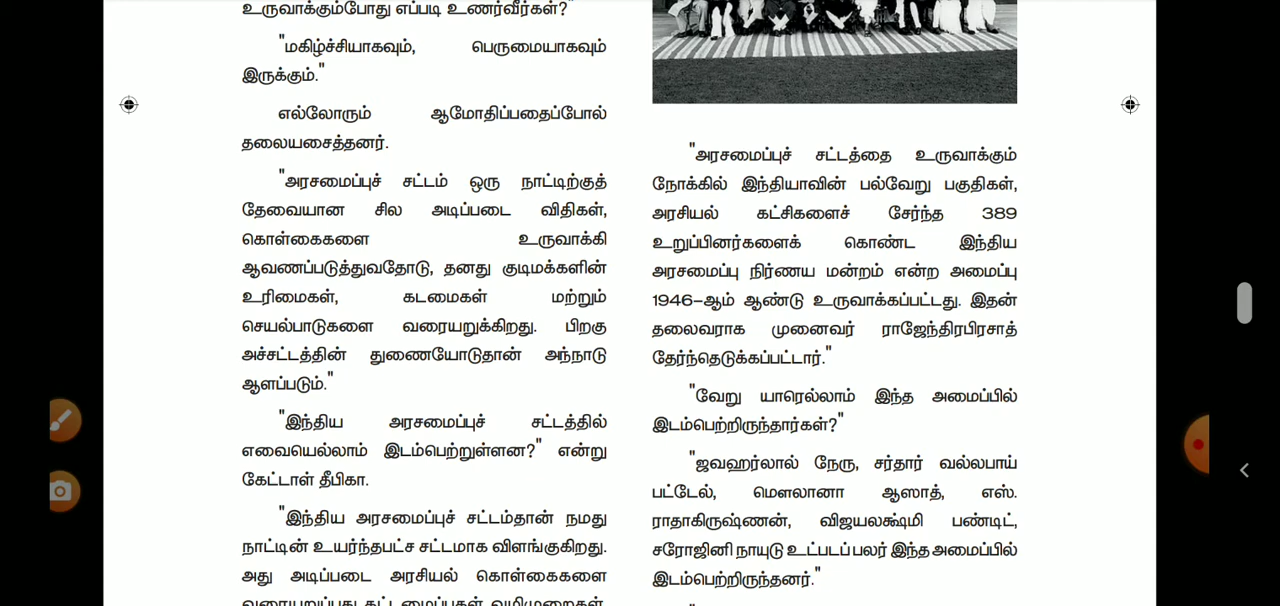 உருவாக்கும்போது எப்படி உணர்வீர்கள்?"
"மகிழ்ச்சியாகவும், பெருமையாகவும்
இருக்கும்."
எல்லோரும் ஆமோதிப்பதைப்போல்
தலையசைத்தனர்.
"அரசமைப்புச் சட்டம் ஒரு நாட்டிற்குத்
தேவையான சில அடிப்படை விதிகள்,
கொள்கைகளை உருவாக்கி
ஆவணப்படுத்துவதோடு, தனது குடிமக்களின்
உரிமைகள், கடமைகள் மற்றும்
செயல்பாடுகளை வரையறுக்கிறது. பிறகு
அச்சட்டத்தின் துணையோடுதான் அந்நாடு
ஆளப்படும்."
"இந்திய அரசமைப்புச் சட்டத்தில்
எவையெல்லாம் இடம்பெற்றுள்ளன?" என்று
கேட்டாள் தீபிகா.
"இந்திய அரசமைப்புச் சட்டம்தான் நமது
நாட்டின் உயர்ந்தபட்ச சட்டமாக விளங்குகிறது.
அது அடிப்படை அரசியல் கொள்கைகளை
"அரசமைப்புச் சட்டத்தை உருவாக்கும்
நோக்கில் இந்தியாவின் பல்வேறு பகுதிகள்,
அரசியல் கட்சிகளைச் சேர்ந்த 389
உறுப்பினர்களைக் கொண்ட இந்திய
அரசமைப்பு நிர்ணய மன்றம் என்ற அமைப்பு
1946–ஆம் ஆண்டு உருவாக்கப்பட்டது. இதன்
தலைவராக முனைவர் ராஜேந்திரபிரசாத்
தேர்ந்தெடுக்கப்பட்டார்."
"வேறு யாரெல்லாம் இந்த அமைப்பில்
இடம்பெற்றிருந்தார்கள்?"
"ஜவஹர்லால் நேரு, சர்தார் வல்லபாய்
பட்டேல், மௌலானா ஆஸாத், எஸ்.
ராதாகிருஷ்ணன், விஜயலக்ஷ்மி பண்டிட்,
சரோஜினி நாயுடு உட்படப் பலர் இந்த அமைப்பில்
இடம்பெற்றிருந்தனர்."